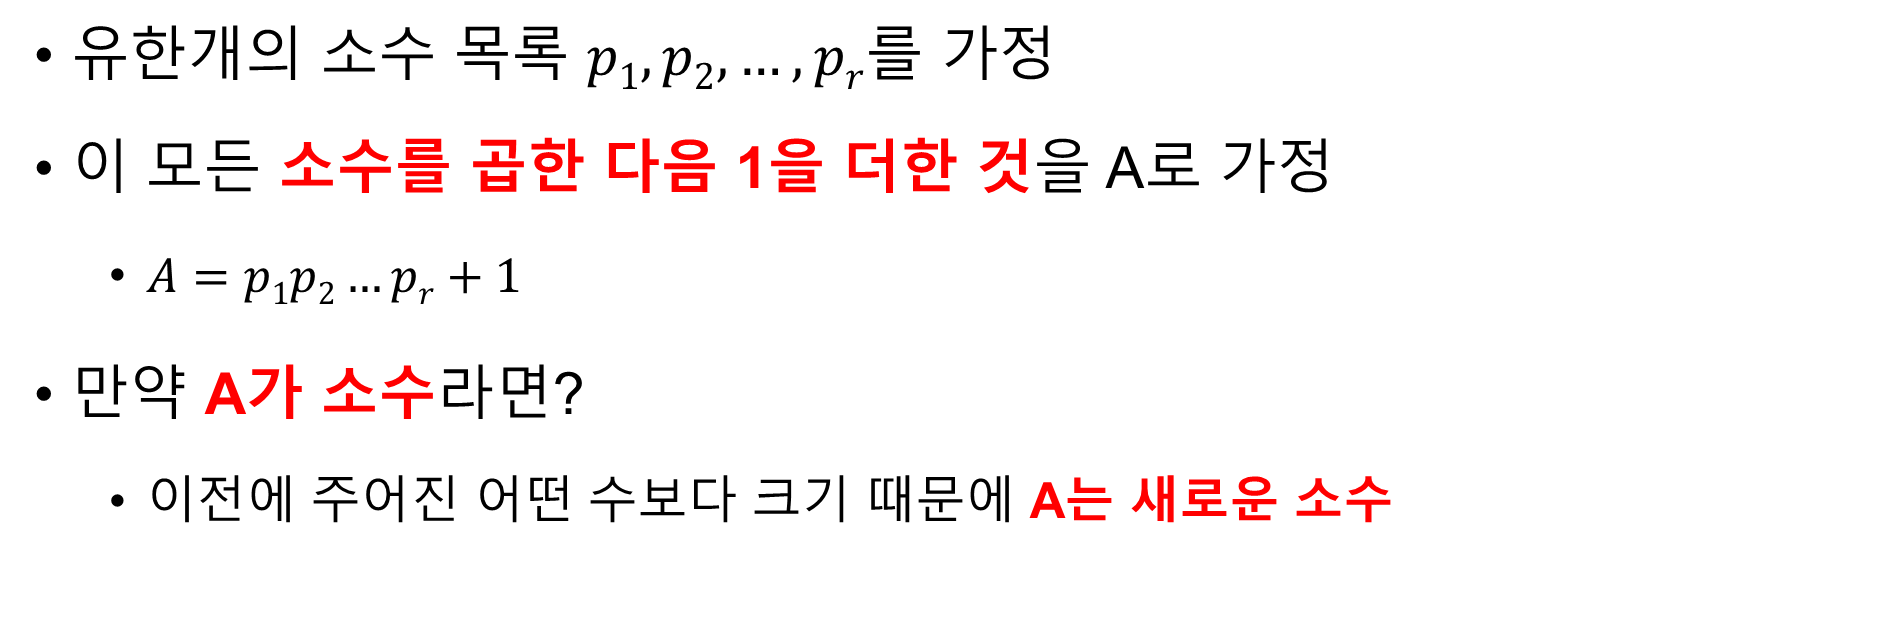 • 유한개의 소수 목록 p₁, p₂, … , pᵣ를 가정
• 이 모든 소수를 곱한 다음 1을 더한 것을 A로 가정
• A = p₁p₂ … pᵣ + 1
• 만약 A가 소수라면?
• 이전에 주어진 어떤 수보다 크기 때문에 A는 새로운 소수